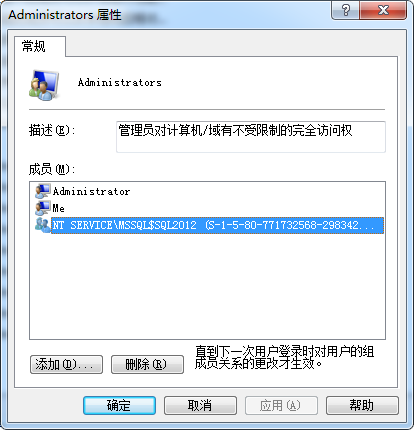 Administrators 属性
常规
Administrators
描述(E):
管理员对计算机/域有不受限制的完全访问权
成员(M):
Administrator
Me
NT SERVICE\MSSQL$SQL2012 (S-1-5-80-771732568-298342...
添加(D)...
删除(R)
直到下一次用户登录时对用户的组
成员关系的更改才生效。
确定
取消
应用(A)
帮助